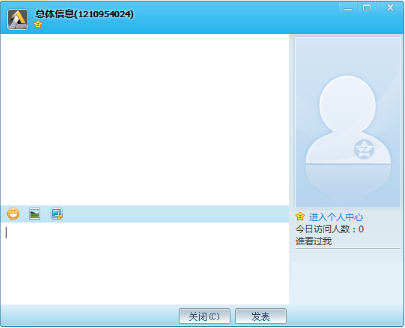 总体信息(1210954024)
进入个人中心
今日访问人数：0
谁看过我
关闭(C)
发表